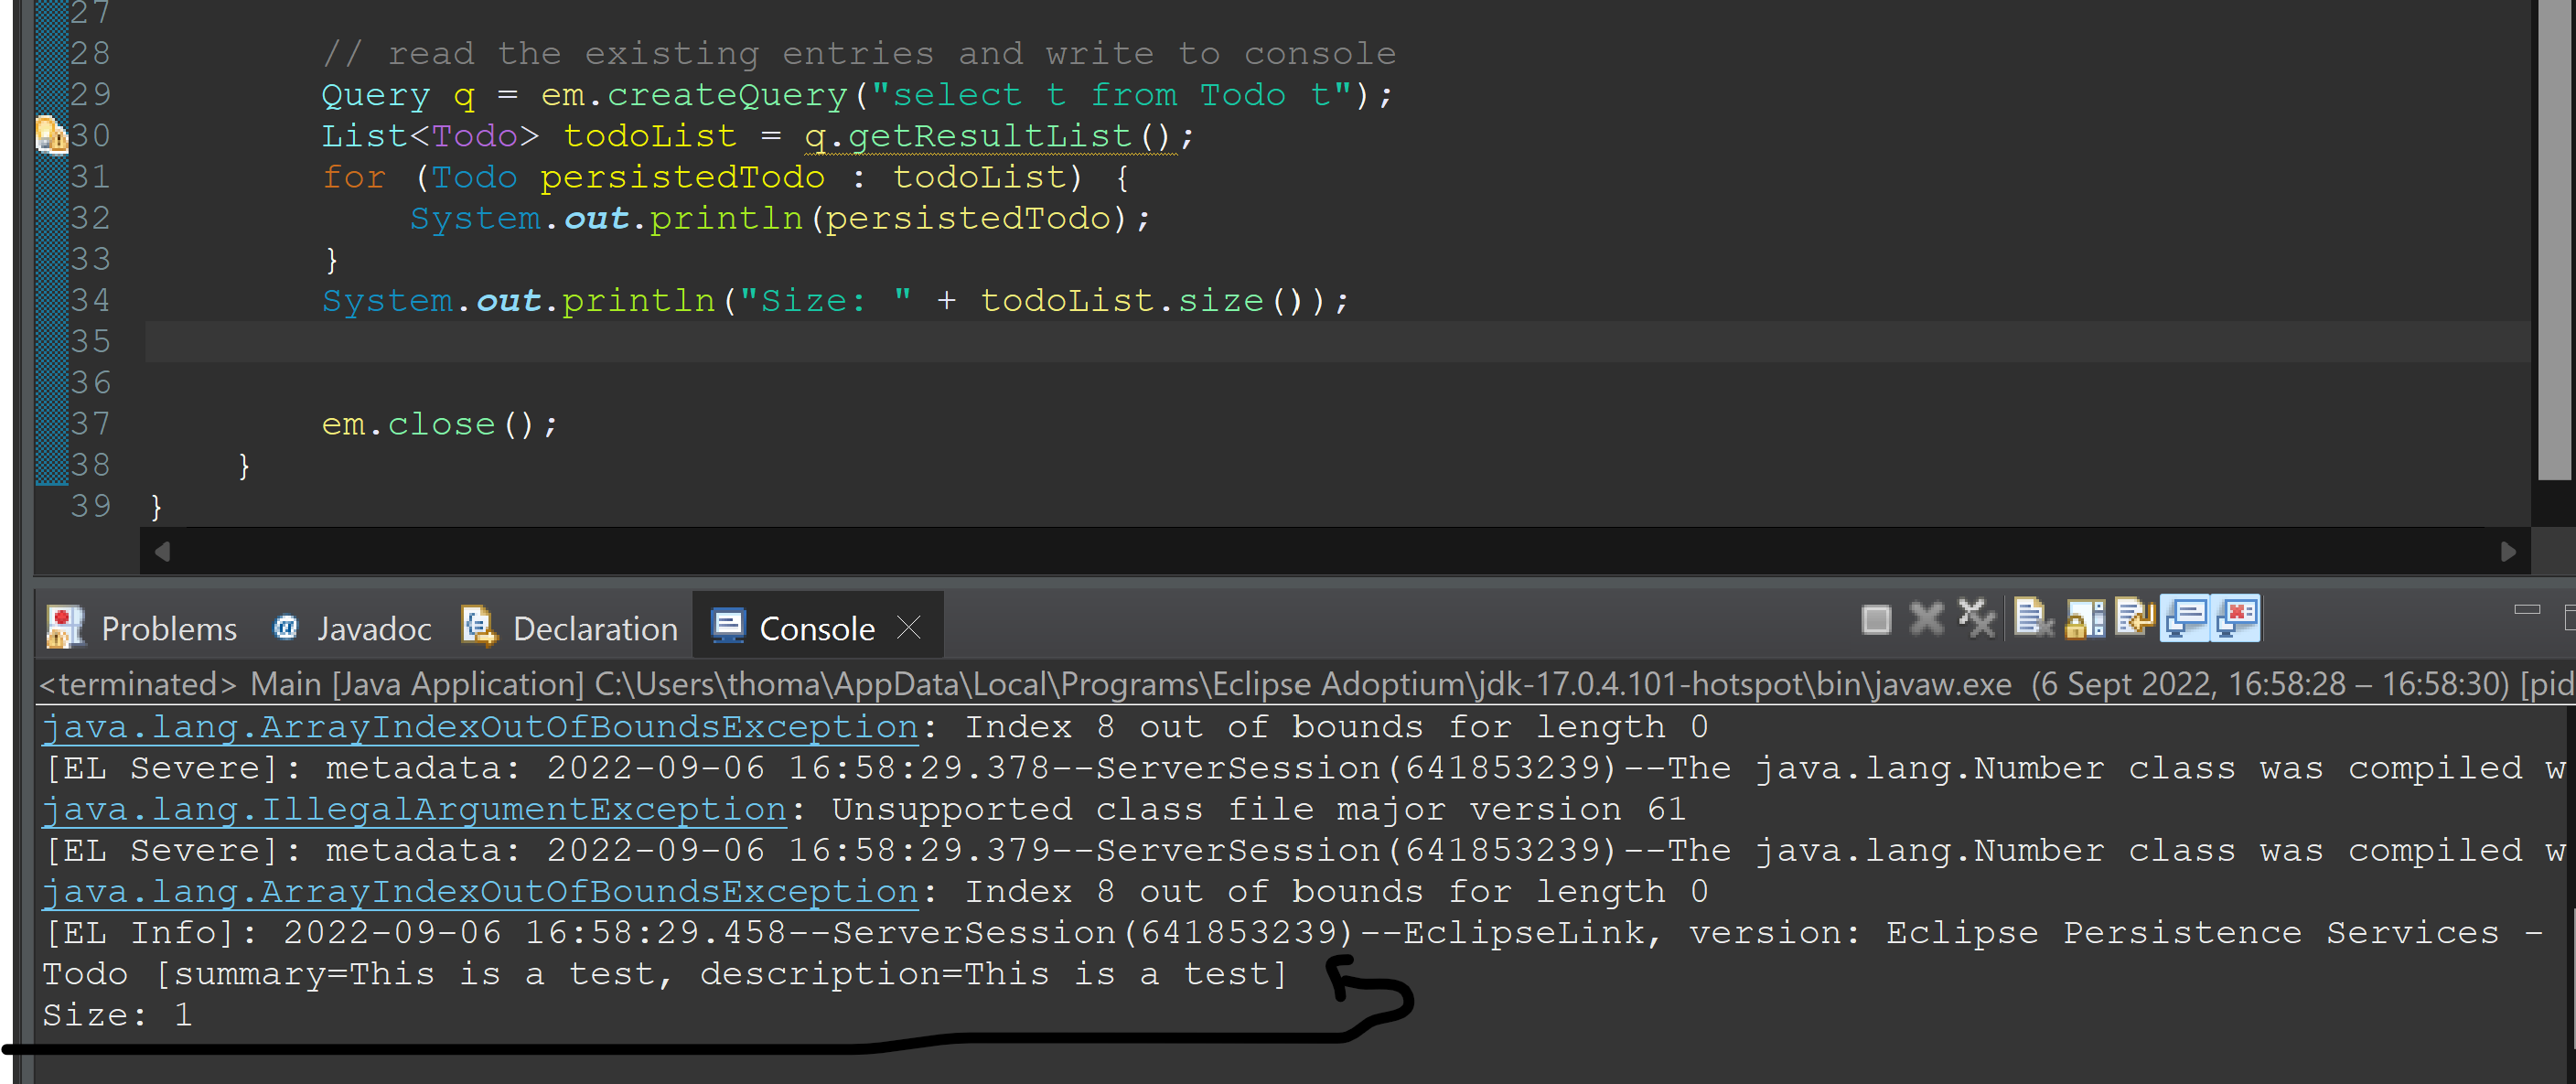 27
28 // read the existing entries and write to console
29 Query q = em.createQuery("select t from Todo t");
30 List<Todo> todoList = q.getResultList();
31 for (Todo persistedTodo : todoList) {
32 System.out.println(persistedTodo);
33 }
34 System.out.println("Size: " + todoList.size());
35
36
37 em.close();
38 }
39 }
Problems @ Javadoc Declaration Console
<terminated> Main [Java Application] C:\Users\thoma\AppData\Local\Programs\Eclipse Adoptium\jdk-17.0.4.101-hotspot\bin\javaw.exe (6 Sept 2022, 16:58:28 – 16:58:30) [pid
java.lang.ArrayIndexOutOfBoundsException: Index 8 out of bounds for length 0
[EL Severe]: metadata: 2022-09-06 16:58:29.378--ServerSession(641853239)--The java.lang.Number class was compiled w
java.lang.IllegalArgumentException: Unsupported class file major version 61
[EL Severe]: metadata: 2022-09-06 16:58:29.379--ServerSession(641853239)--The java.lang.Number class was compiled w
java.lang.ArrayIndexOutOfBoundsException: Index 8 out of bounds for length 0
[EL Info]: 2022-09-06 16:58:29.458--ServerSession(641853239)--EclipseLink, version: Eclipse Persistence Services -
Todo [summary=This is a test, description=This is a test]
Size: 1